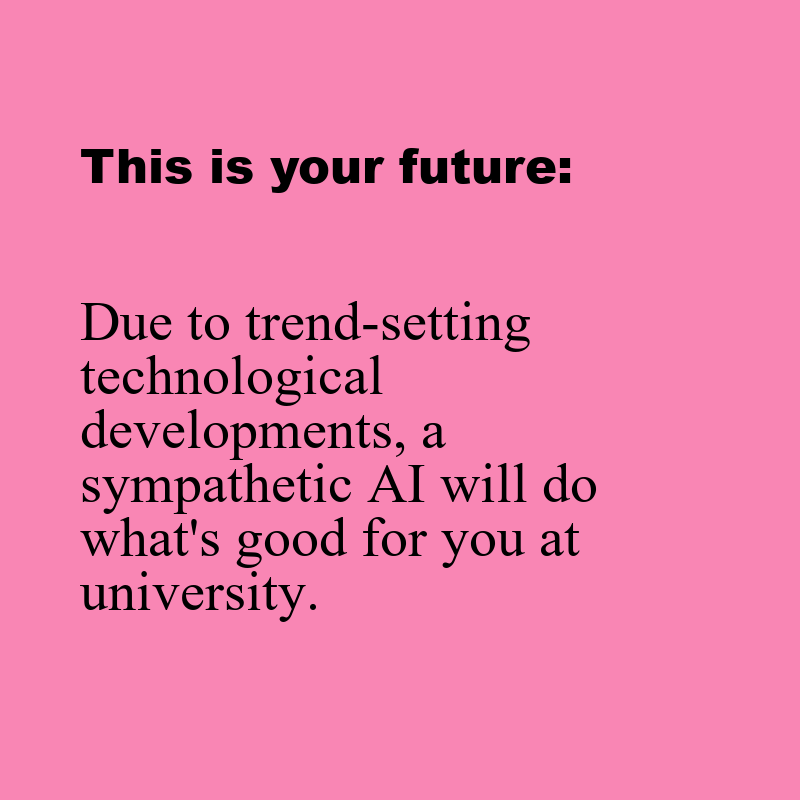 This is your future:
Due to trend-setting
technological
developments, a
sympathetic AI will do
what's good for you at
university.